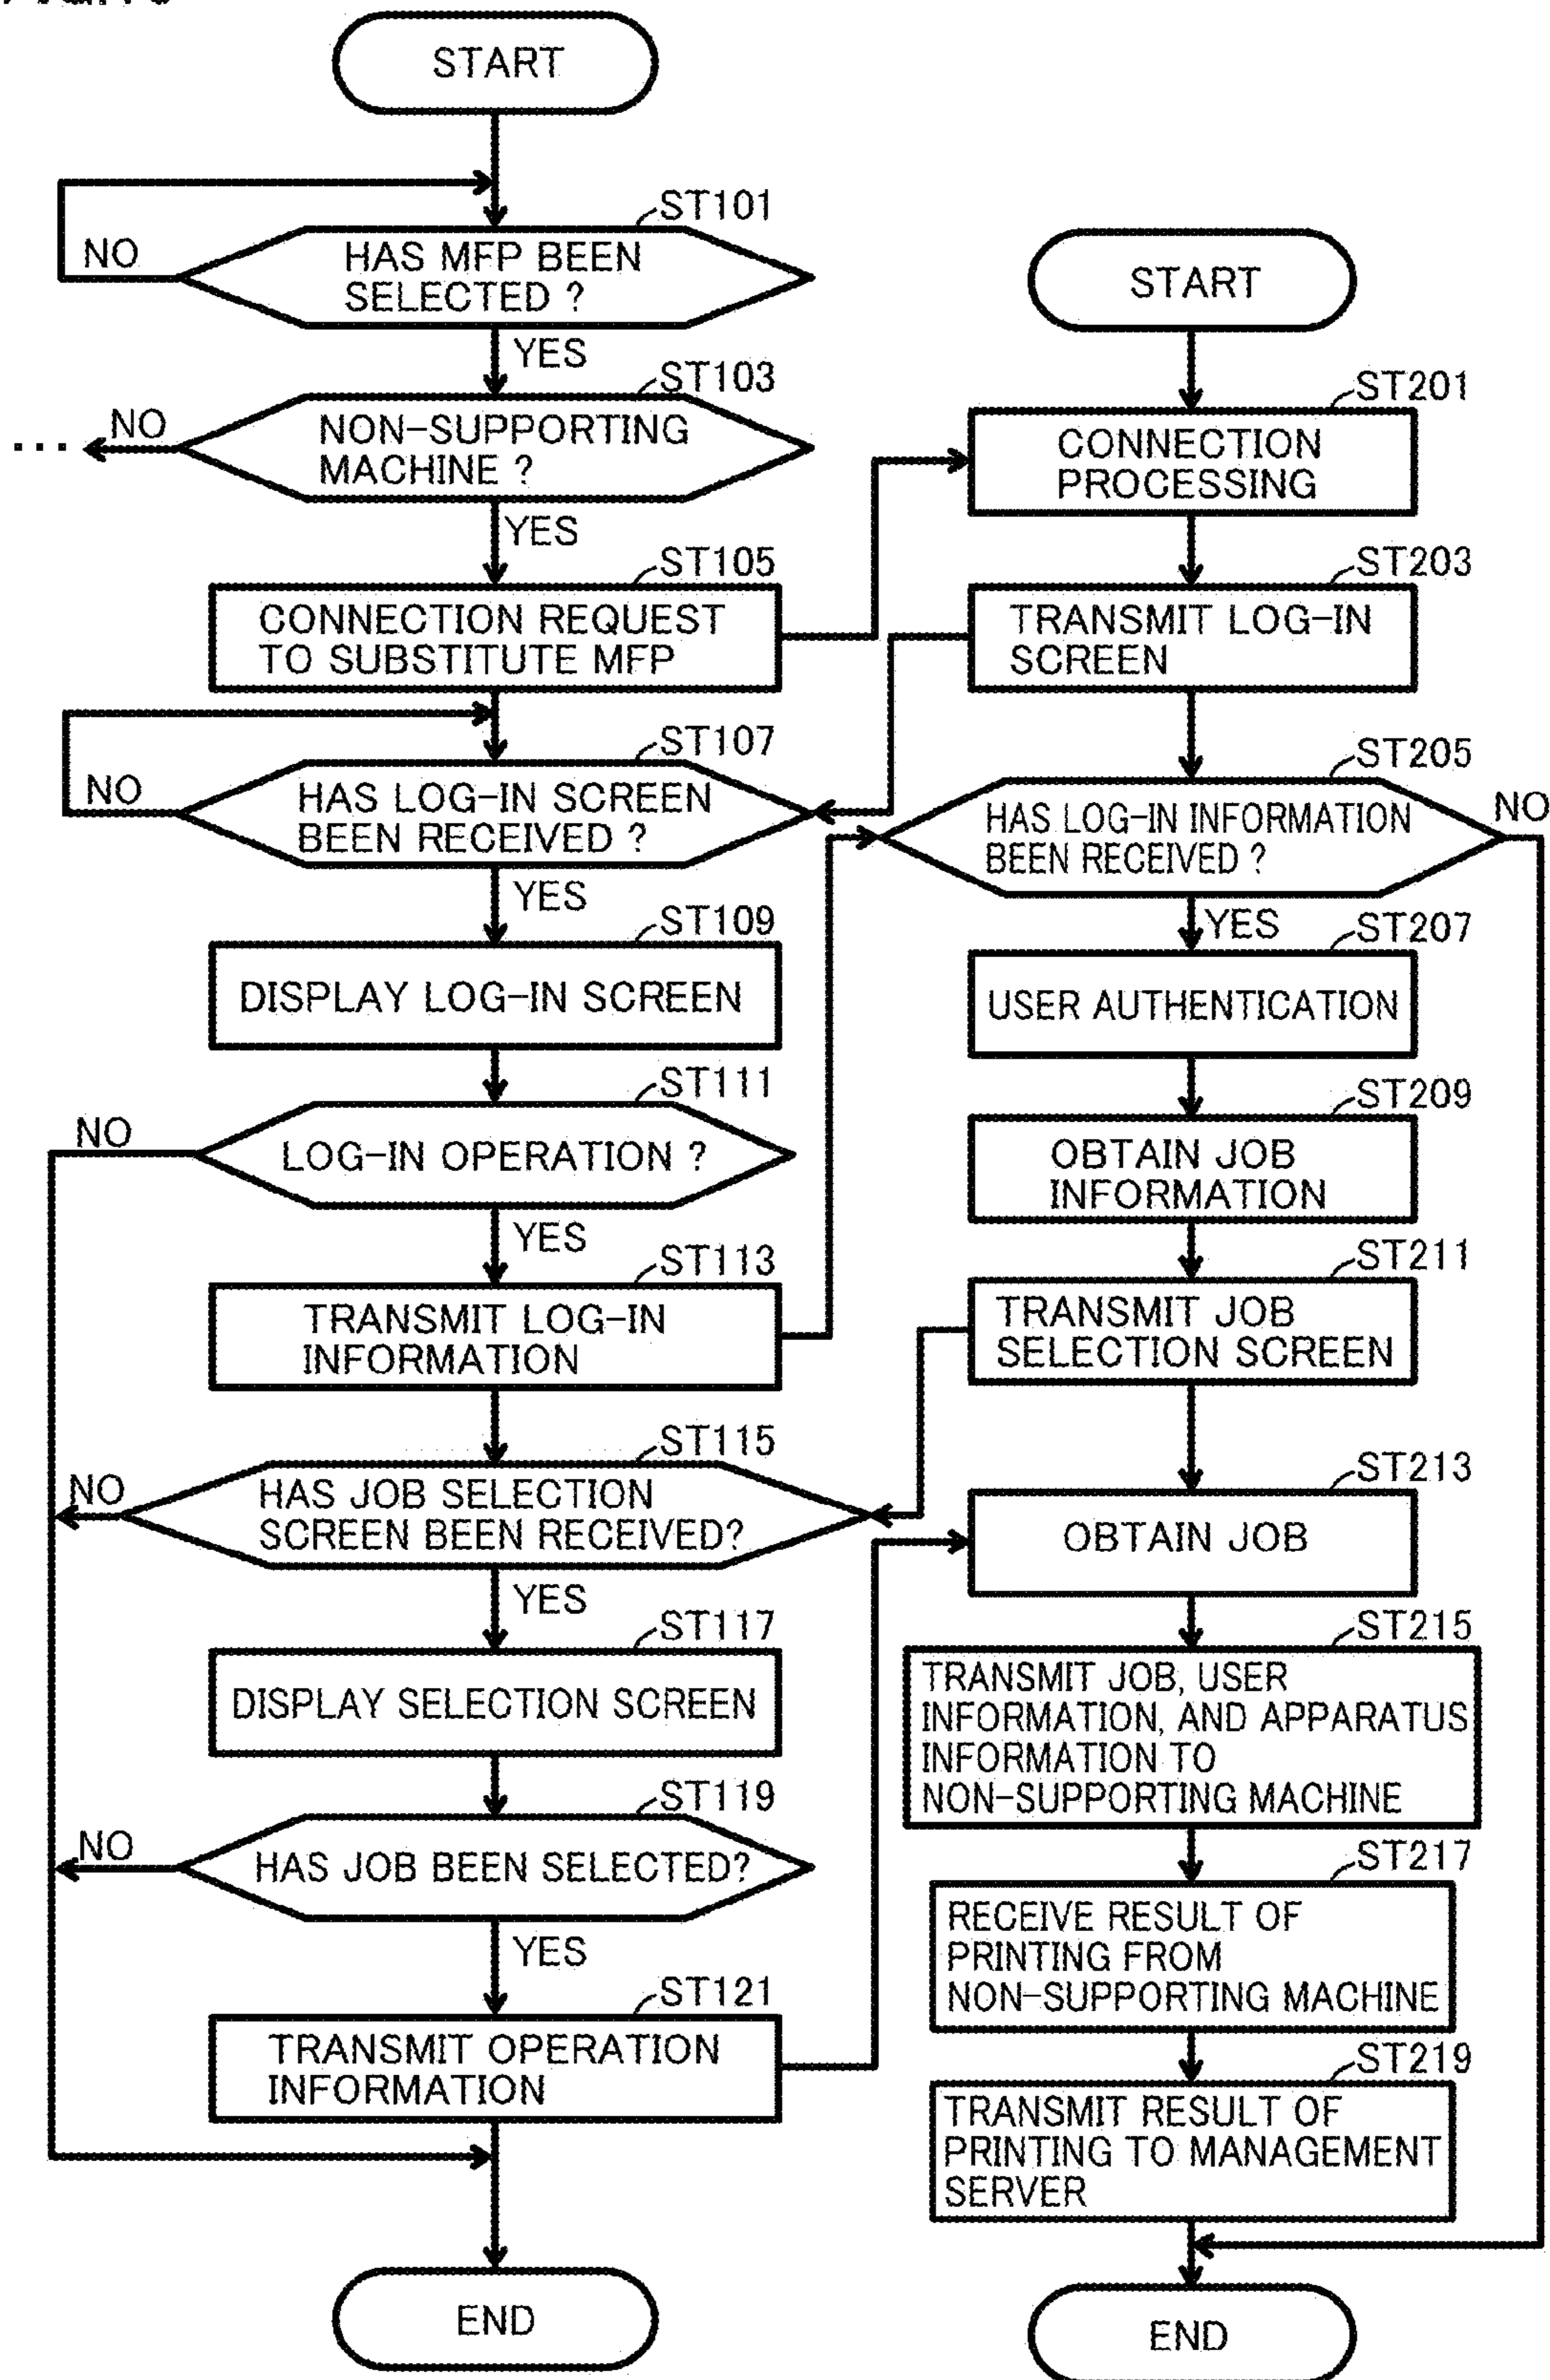 START
ST101
NO
HAS MFP BEEN
SELECTED ?
YES
ST103
... NO
NON-SUPPORTING
MACHINE ?
YES
ST105
CONNECTION REQUEST
TO SUBSTITUTE MFP
ST107
NO
HAS LOG-IN SCREEN
BEEN RECEIVED ?
YES
ST109
DISPLAY LOG-IN SCREEN
ST111
NO
LOG-IN OPERATION ?
YES
ST113
TRANSMIT LOG-IN
INFORMATION
ST115
NO
HAS JOB SELECTION
SCREEN BEEN RECEIVED?
YES
ST117
DISPLAY SELECTION SCREEN
ST119
NO
HAS JOB BEEN SELECTED?
YES
ST121
TRANSMIT OPERATION
INFORMATION
END
START
ST201
CONNECTION
PROCESSING
ST203
TRANSMIT LOG-IN
SCREEN
ST205
NO
HAS LOG-IN INFORMATION
BEEN RECEIVED ?
YES
ST207
USER AUTHENTICATION
ST209
OBTAIN JOB
INFORMATION
ST211
TRANSMIT JOB
SELECTION SCREEN
ST213
OBTAIN JOB
ST215
TRANSMIT JOB, USER
INFORMATION, AND APPARATUS
INFORMATION TO
NON-SUPPORTING MACHINE
ST217
RECEIVE RESULT OF
PRINTING FROM
NON-SUPPORTING MACHINE
ST219
TRANSMIT RESULT OF
PRINTING TO MANAGEMENT
SERVER
END